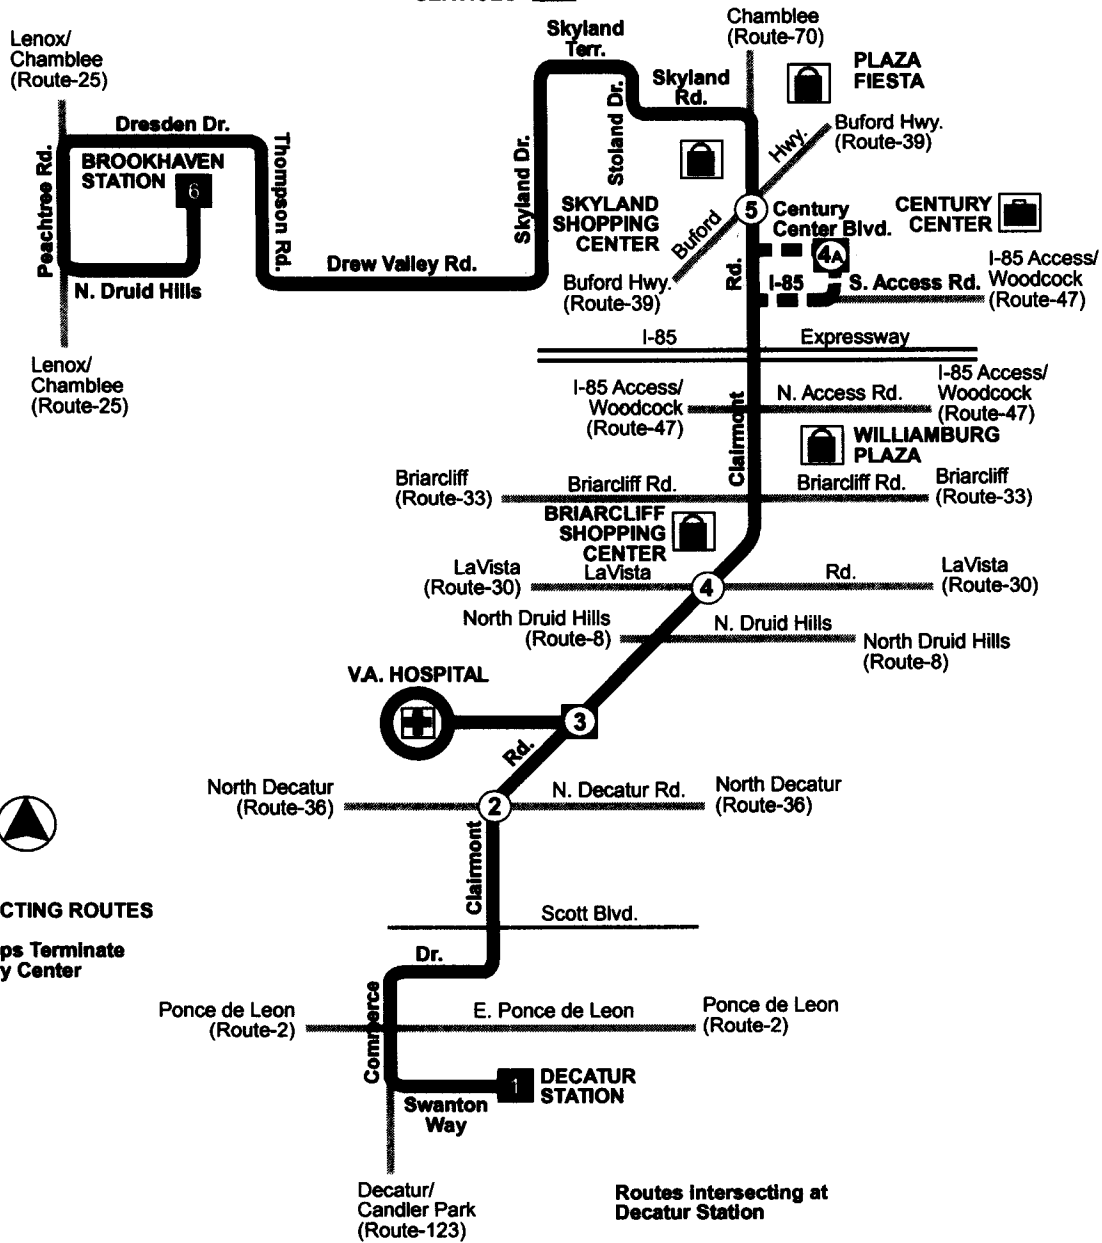 Lenox/
Chamblee
(Route-25)
Skyland
Terr.
Chamblee
(Route-70)
PLAZA
FIESTA
Skyland
Rd.
Stoland Dr.
Dresden Dr.
Buford Hwy.
(Route-39)
Hwy.
Buford
Peachtree Rd.
BROOKHAVEN
STATION
6
Thompson Rd.
Skyland Dr.
SKYLAND
SHOPPING
CENTER
5
Century
Center Blvd.
CENTURY
CENTER
4A
Rd.
I-85
S. Access Rd.
I-85 Access/
Woodcock
(Route-47)
Drew Valley Rd.
N. Druid Hills
Buford Hwy.
(Route-39)
I-85
Expressway
Lenox/
Chamblee
(Route-25)
I-85 Access/
Woodcock
(Route-47)
N. Access Rd.
I-85 Access/
Woodcock
(Route-47)
Clairmont
WILLIAMBURG
PLAZA
Briarcliff
(Route-33)
Briarcliff Rd.
Briarcliff Rd.
Briarcliff
(Route-33)
BRIARCLIFF
SHOPPING
CENTER
LaVista
(Route-30)
LaVista
4
Rd.
LaVista
(Route-30)
North Druid Hills
(Route-8)
N. Druid Hills
North Druid Hills
(Route-8)
V.A. HOSPITAL
3
Rd.
North Decatur
(Route-36)
2
N. Decatur Rd.
North Decatur
(Route-36)
Clairmont
CTING ROUTES
Scott Blvd.
ps Terminate
y Center
Dr.
Commerce
Ponce de Leon
(Route-2)
E. Ponce de Leon
Ponce de Leon
(Route-2)
1
DECATUR
STATION
Swanton
Way
Decatur/
Candler Park
(Route-123)
Routes intersecting at
Decatur Station